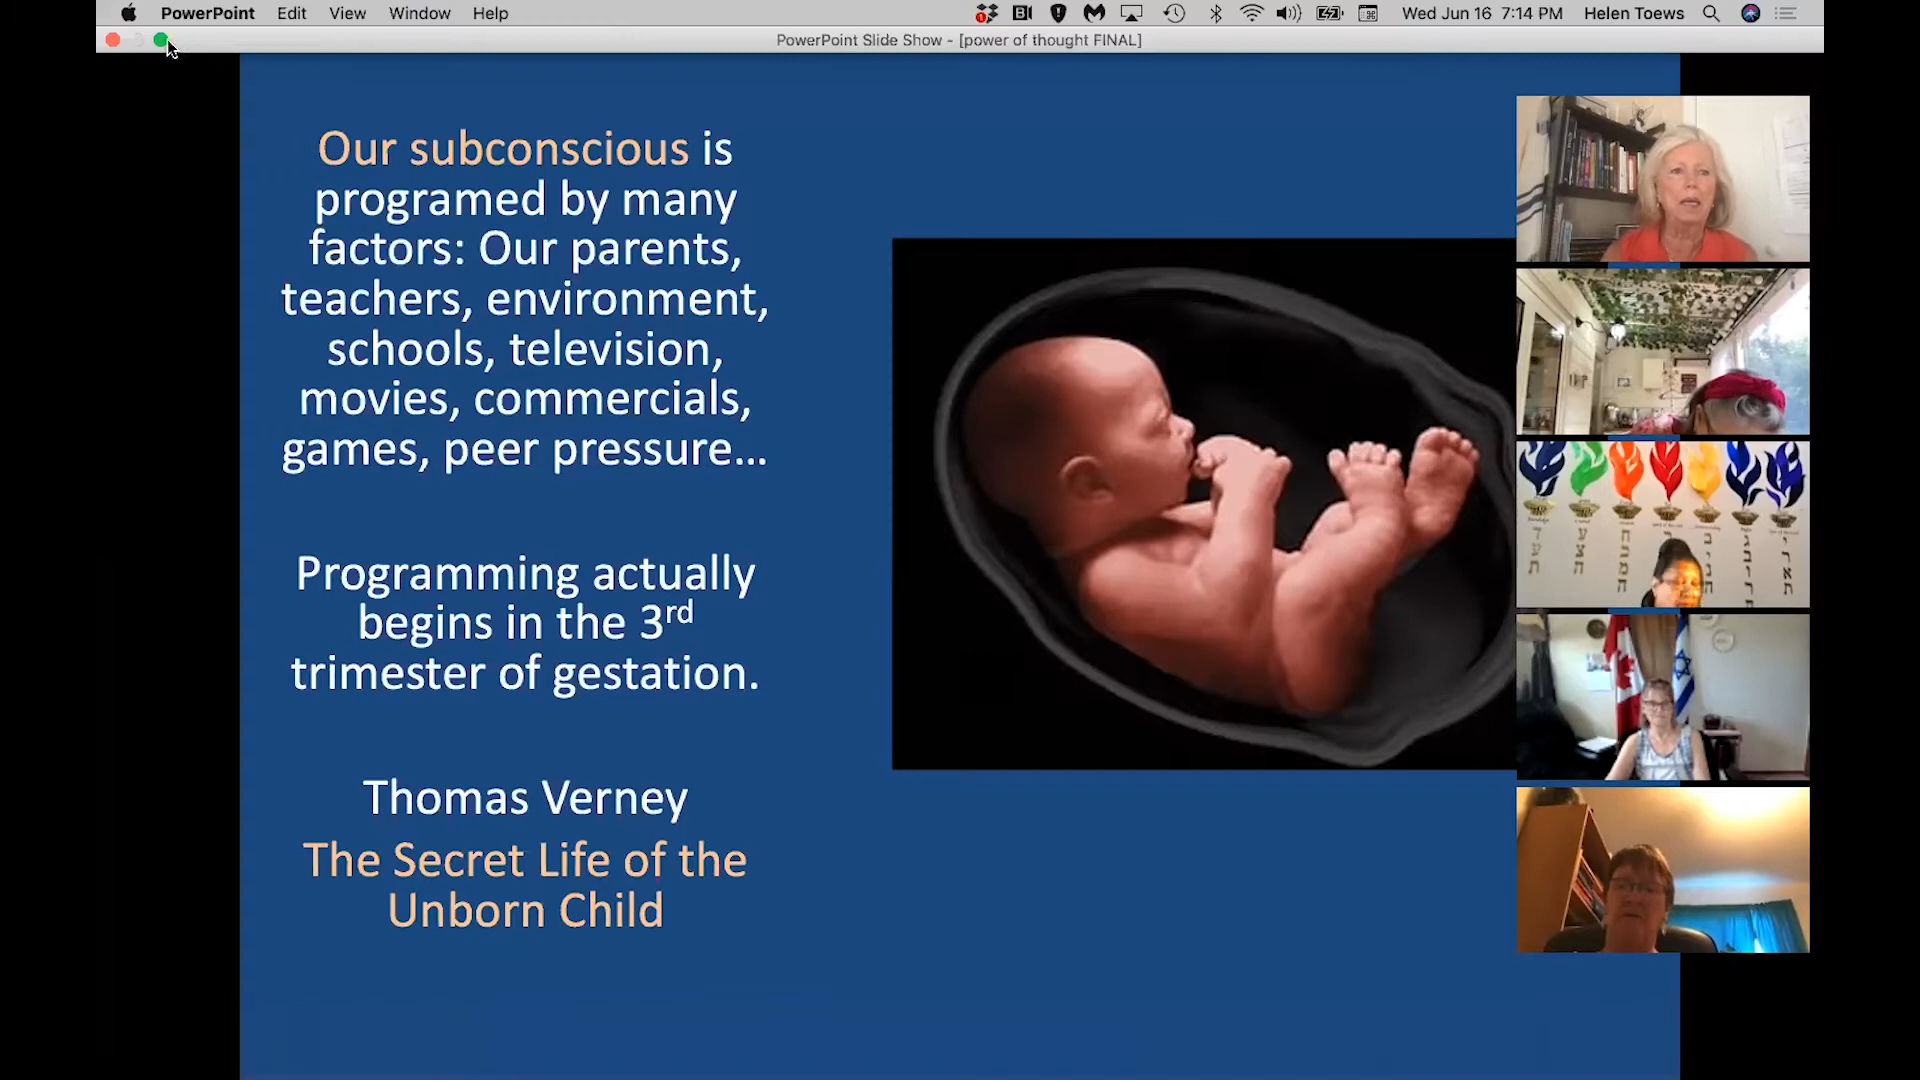 PowerPoint Edit View Window Help Wed Jun 16 7:14 PM Helen Toews
PowerPoint Slide Show - [power of thought FINAL]
Our subconscious is
programed by many
factors: Our parents,
teachers, environment,
schools, television,
movies, commercials,
games, peer pressure...
Programming actually
begins in the 3rd
trimester of gestation.
Thomas Verney
The Secret Life of the
Unborn Child